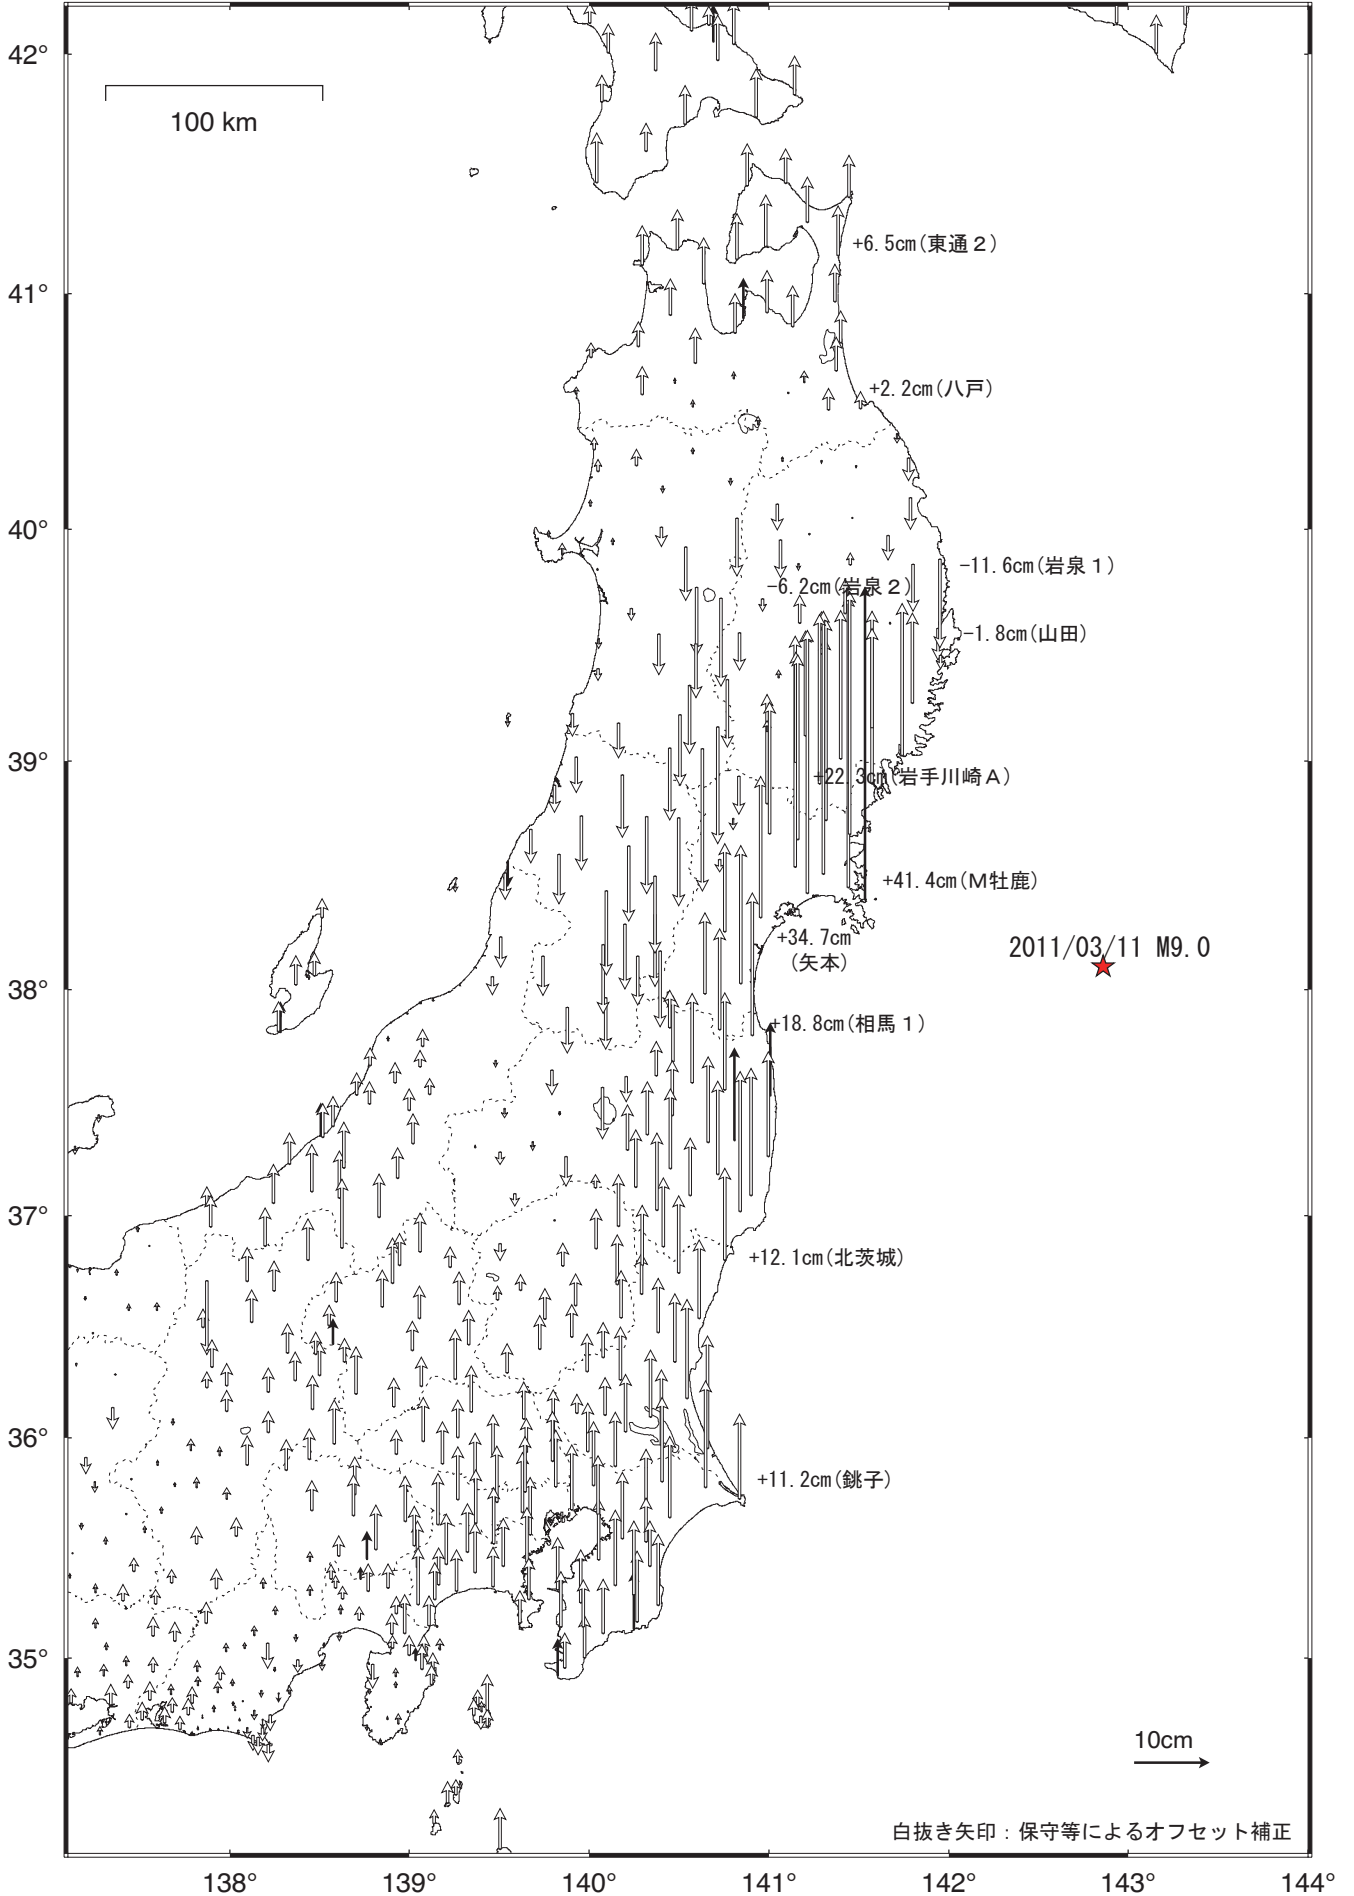 42°
100 km
+6.5cm(東通2)
41°
+2.2cm(八戸)
40°
-11.6cm(岩泉1)
-6.2cm(岩泉2)
-1.8cm(山田)
39°
+22.3cm(岩手川崎A)
+41.4cm(M牡鹿)
+34.7cm
(矢本)
2011/03/11 M9.0
38°
+18.8cm(相馬1)
37°
+12.1cm(北茨城)
36°
+11.2cm(銚子)
35°
10cm
白抜き矢印：保守等によるオフセット補正
138° 139° 140° 141° 142° 143° 144°